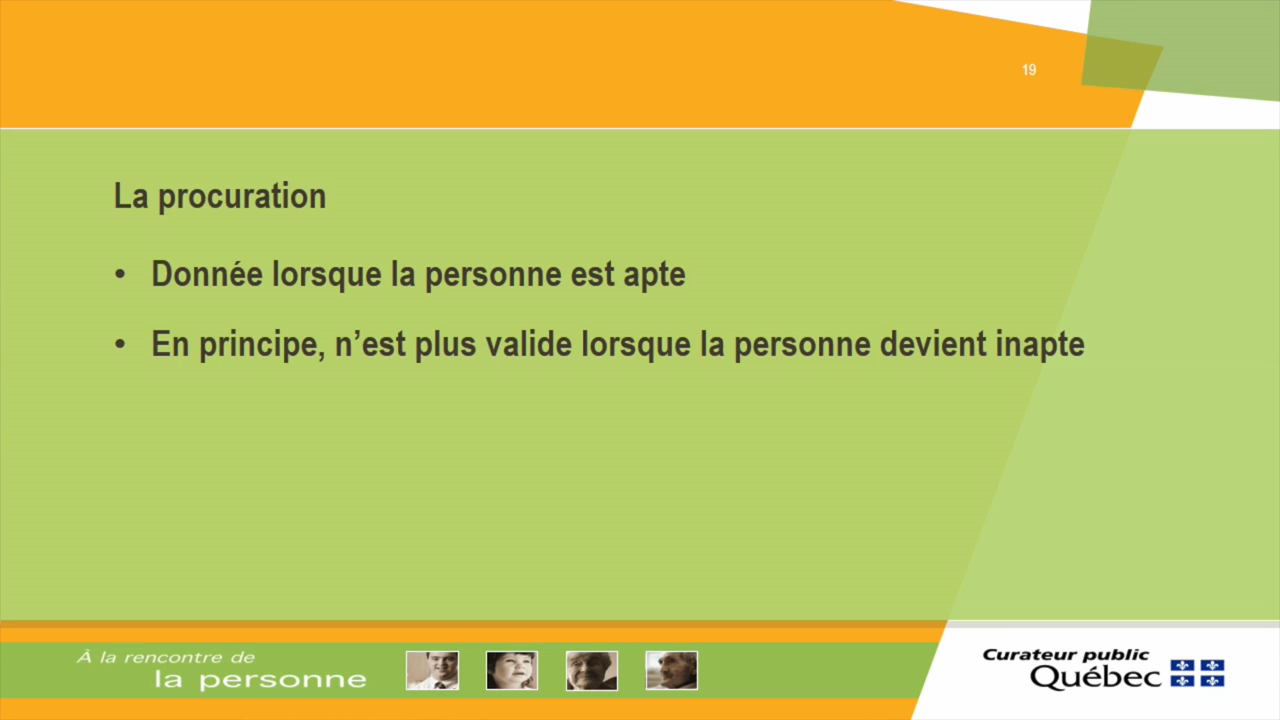 19
La procuration
• Donnée lorsque la personne est apte
• En principe, n’est plus valide lorsque la personne devient inapte
À la rencontre de
la personne
Curateur public
Québec